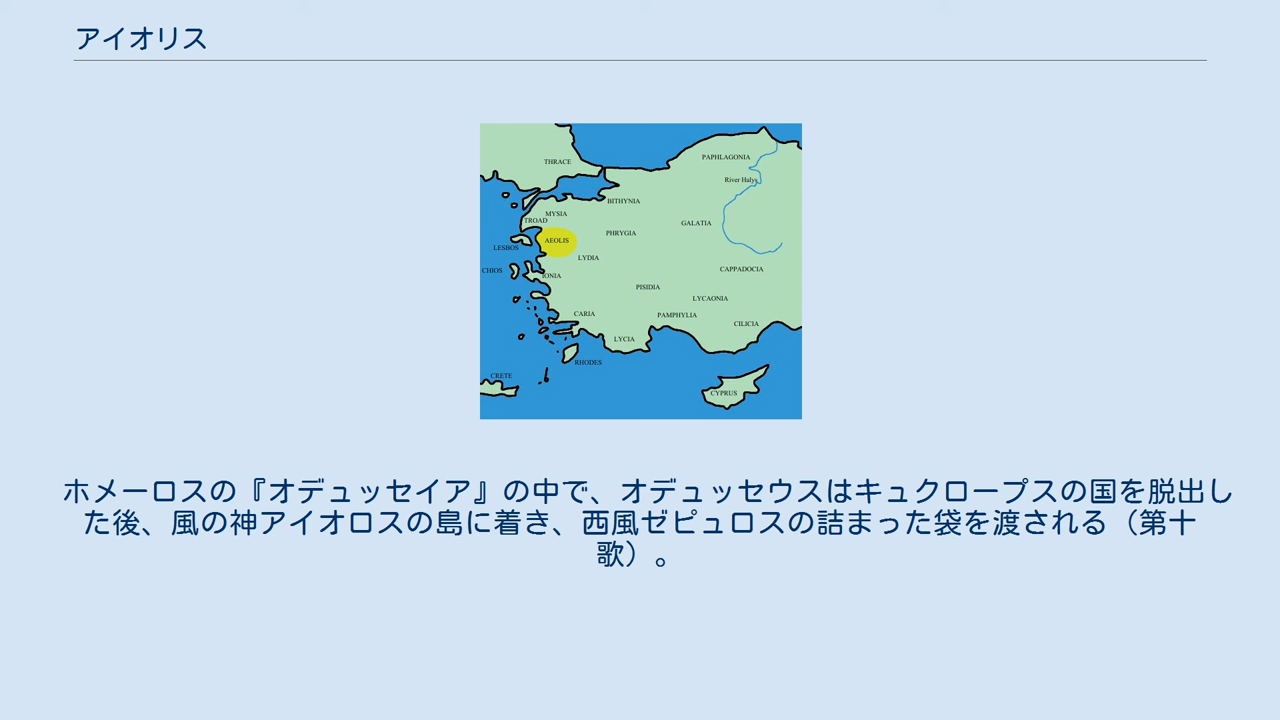 アイオリス
THRACE
PAPHLAGONIA
River Halys
BITHYNIA
MYSIA
TROAD
GALATIA
PHRYGIA
AEOLIS
LESBOS
LYDIA
CHIOS
IONIA
CAPPADOCIA
PISIDIA
LYCAONIA
CARIA
PAMPHYLIA
CILICIA
LYCIA
RHODES
CRETE
CYPRUS
ホメーロスの『オデュッセイア』の中で、オデュッセウスはキュクロープスの国を脱出し
た後、風の神アイオロスの島に着き、西風ゼピュロスの詰まった袋を渡される（第十
歌）。